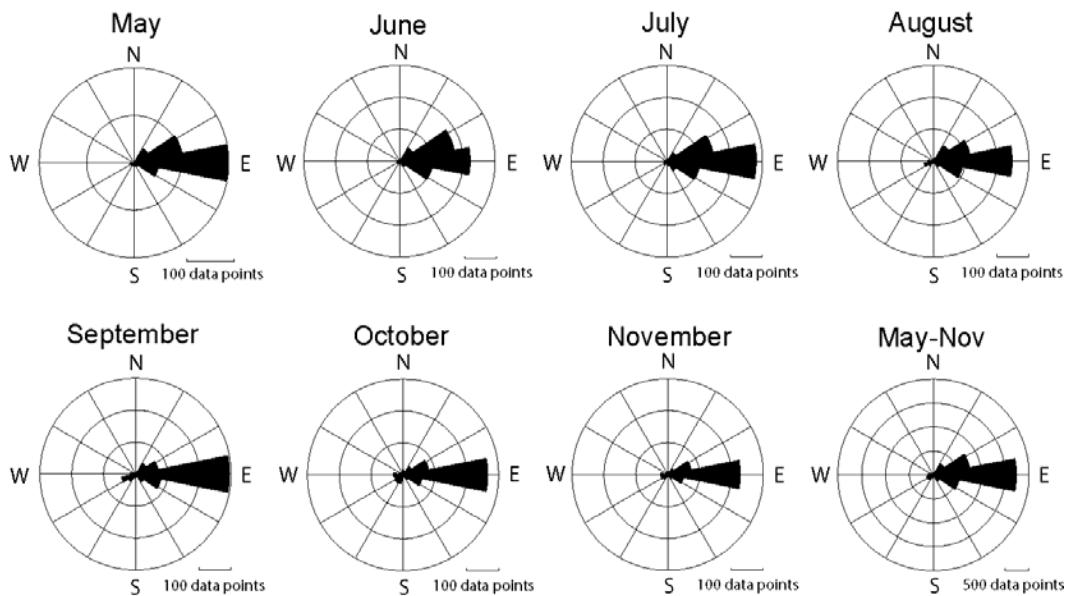 May
N
W
E
S
100 data points
June
N
W
E
S
100 data points
July
N
W
E
S
100 data points
August
N
W
E
S
100 data points
September
N
W
E
S
100 data points
October
N
W
E
S
100 data points
November
N
W
E
S
100 data points
May-Nov
N
W
E
S
500 data points